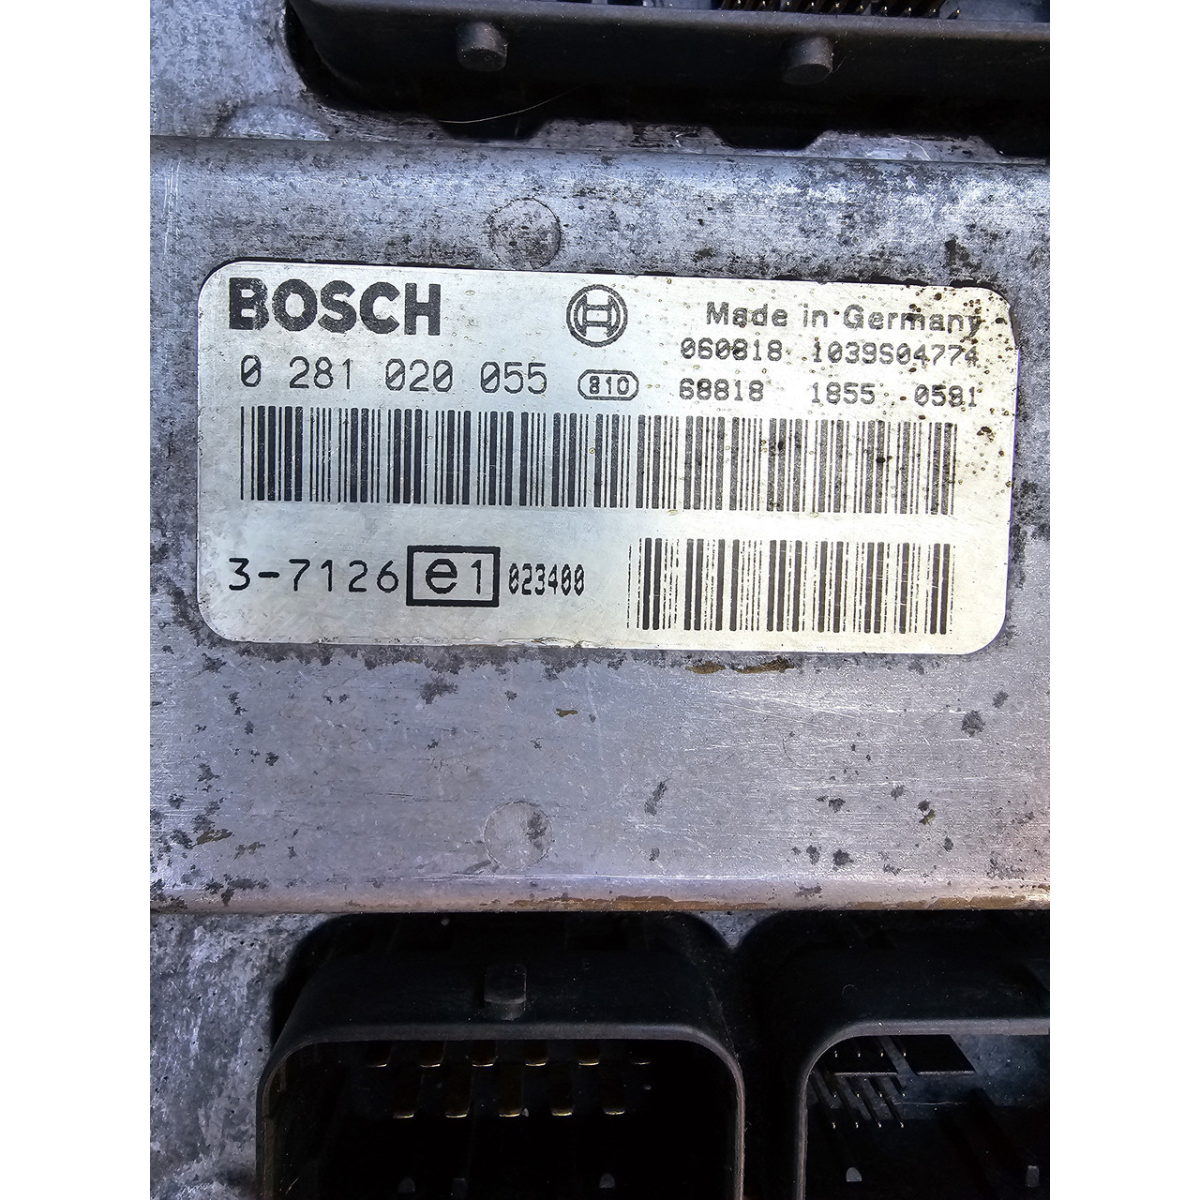 BOSCH
Made in Germany
060818 1039S04774
0 281 020 055 810 68818 1855 0581
3-7126 e1 023400